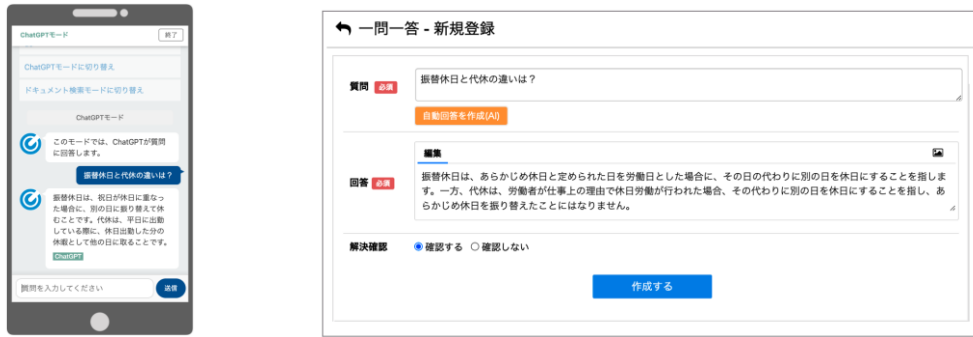 ChatGPTモード
終了
ChatGPTモードに切り替え
ドキュメント検索モードに切り替え
ChatGPTモード
このモードでは、ChatGPTが質問
に回答します。
振替休日と代休の違いは？
振替休日は、祝日が休日に重なっ
た場合に、別の日に振り替えて休
むことです。代休は、平日に出勤
している際に、休日出勤した分の
休暇として他の日に取ることです。
ChatGPT
質問を入力してください
送信
一問一答 - 新規登録
質問 必須
振替休日と代休の違いは？
自動回答を作成(AI)
編集
回答 必須
振替休日は、あらかじめ休日と定められた日を労働日とした場合に、その日の代わりに別の日を休日にすることを指しま
す。一方、代休は、労働者が仕事上の理由で休日労働が行われた場合、その代わりに別の日を休日にすることを指し、あ
らかじめ休日を振り替えたことにはなりません。
解決確認
確認する 確認しない
作成する